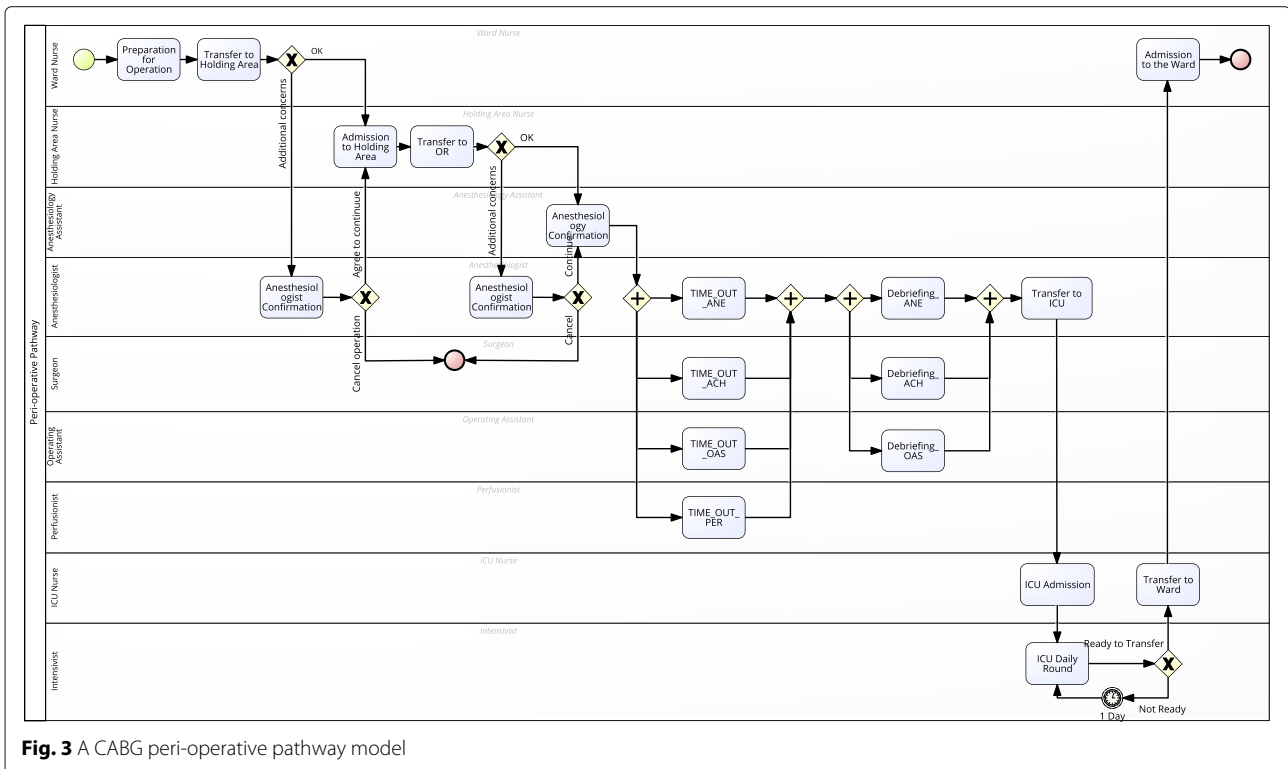 Peri-operative Pathway
Ward Nurse
Ward Nurse
Preparation
for
Operation
Transfer to
Holding Area
OK
Additional concerns
Admission
to the Ward
Holding Area Nurse
Holding Area Nurse
Admission
to Holding
Area
Transfer to
OR
OK
Additional concerns
Agree to continuue
Anesthesiology
Assistant
Anesthesiology Assistant
Anesthesiol
ogy
Confirmation
Continue
Anesthesiologist
Anesthesiologist
Anesthesiol
ogist
Confirmation
Anesthesiol
ogist
Confirmation
TIME_OUT
_ANE
Debriefing_
ANE
Transfer to
ICU
Cancel operation
Cancel
Surgeon
Surgeon
TIME_OUT
_ACH
Debriefing_
ACH
Operating
Assistant
Operating Assistant
TIME_OUT
_OAS
Debriefing_
OAS
Perfusionist
Perfusionist
TIME_OUT_
PER
ICU Nurse
ICU Nurse
ICU Admission
Transfer to
Ward
Intensivist
Intensivist
ICU Daily
Round
Ready to Transfer
Not Ready
1 Day
Fig. 3 A CABG peri-operative pathway model